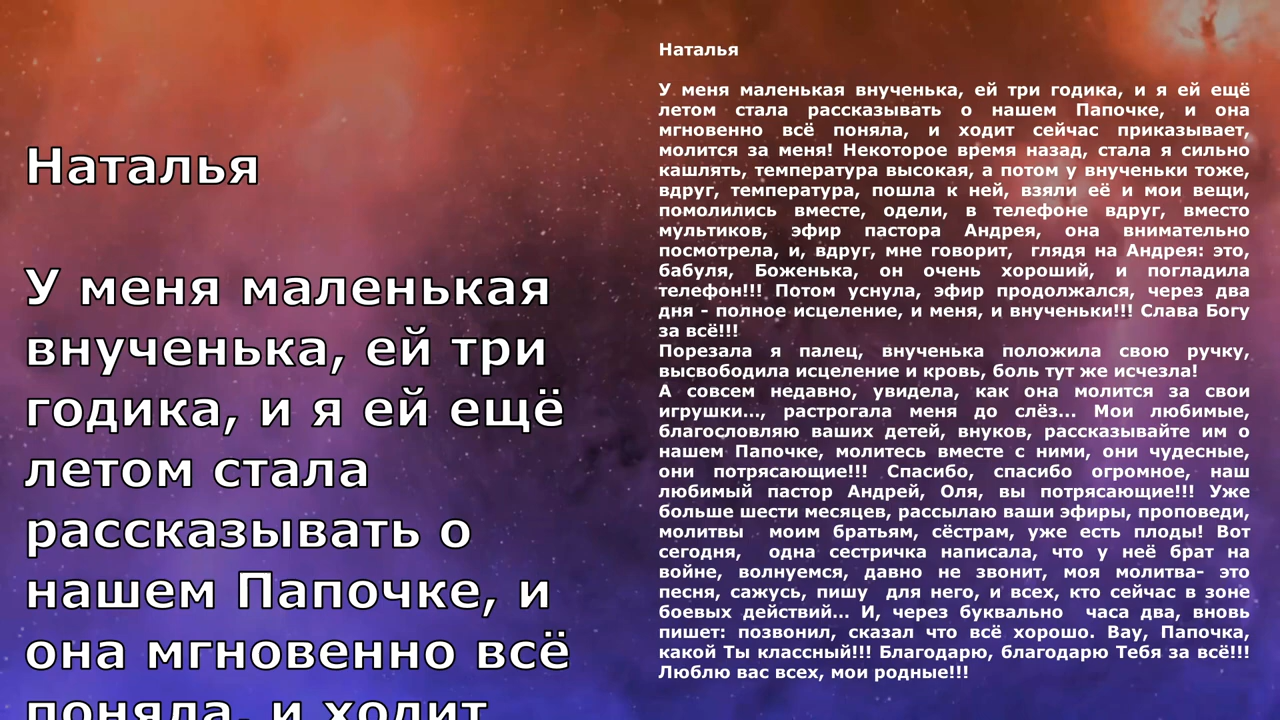 Наталья
У меня маленькая
внученька, ей три
годика, и я ей ещё
летом стала
рассказывать о
нашем Папочке, и
она мгновенно всё
поняла, и ходит
Наталья
У меня маленькая внученька, ей три годика, и я ей ещё
летом стала рассказывать о нашем Папочке, и она
мгновенно всё поняла, и ходит сейчас приказывает,
молится за меня! Некоторое время назад, стала я сильно
кашлять, температура высокая, а потом у внученьки тоже,
вдруг, температура, пошла к ней, взяли её и мои вещи,
помолились вместе, одели, в телефоне вдруг, вместо
мультиков, эфир пастора Андрея, она внимательно
посмотрела, и, вдруг, мне говорит, глядя на Андрея: это,
бабуля, Боженька, он очень хороший, и погладила
телефон!!! Потом уснула, эфир продолжался, через два
дня - полное исцеление, и меня, и внученьки!!! Слава Богу
за всё!!!
Порезала я палец, внученька положила свою ручку,
высвободила исцеление и кровь, боль тут же исчезла!
А совсем недавно, увидела, как она молится за свои
игрушки..., растрогала меня до слёз... Мои любимые,
благословляю ваших детей, внуков, рассказывайте им о
нашем Папочке, молитесь вместе с ними, они чудесные,
они потрясающие!!! Спасибо, спасибо огромное, наш
любимый пастор Андрей, Оля, вы потрясающие!!! Уже
больше шести месяцев, рассылаю ваши эфиры, проповеди,
молитвы моим братьям, сёстрам, уже есть плоды! Вот
сегодня, одна сестричка написала, что у неё брат на
войне, волнуемся, давно не звонит, моя молитва- это
песня, сажусь, пишу для него, и всех, кто сейчас в зоне
боевых действий... И, через буквально часа два, вновь
пишет: позвонил, сказал что всё хорошо. Вау, Папочка,
какой Ты классный!!! Благодарю, благодарю Тебя за всё!!!
Люблю вас всех, мои родные!!!